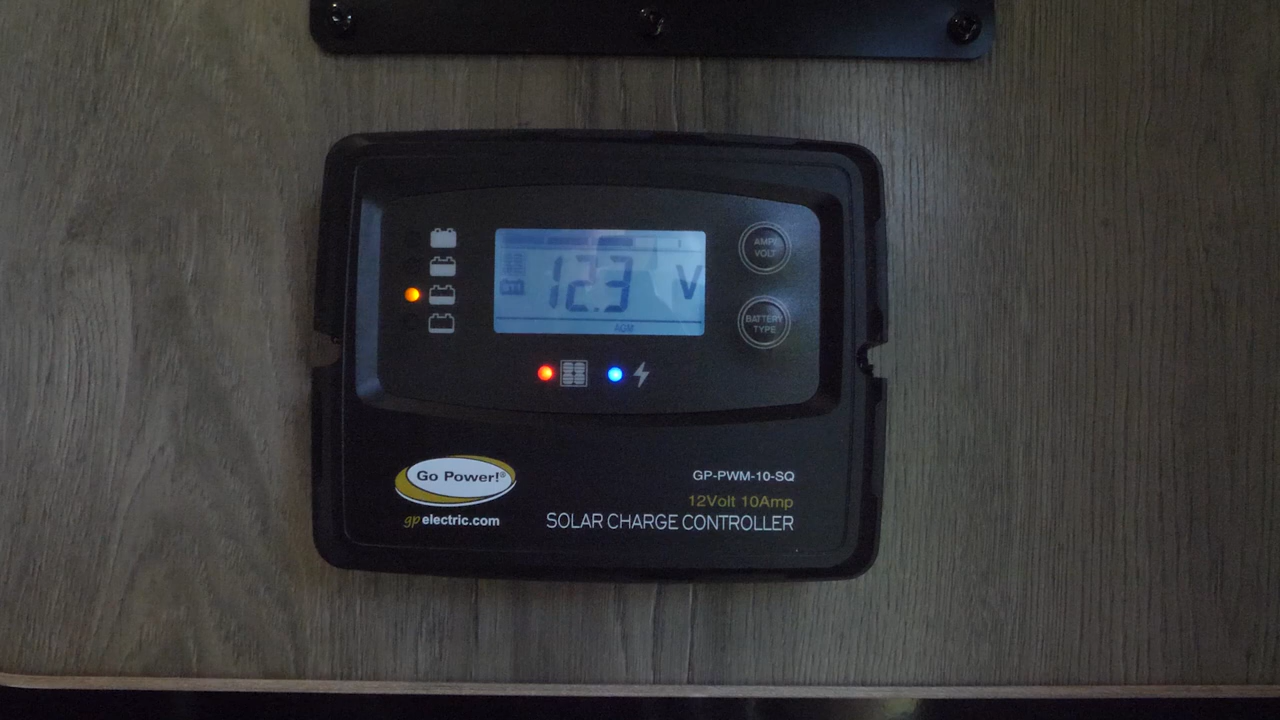 12.3 V
AGM
AMP/
VOLT
BATTERY
TYPE
Go Power!®
gpelectric.com
GP-PWM-10-SQ
12Volt 10Amp
SOLAR CHARGE CONTROLLER